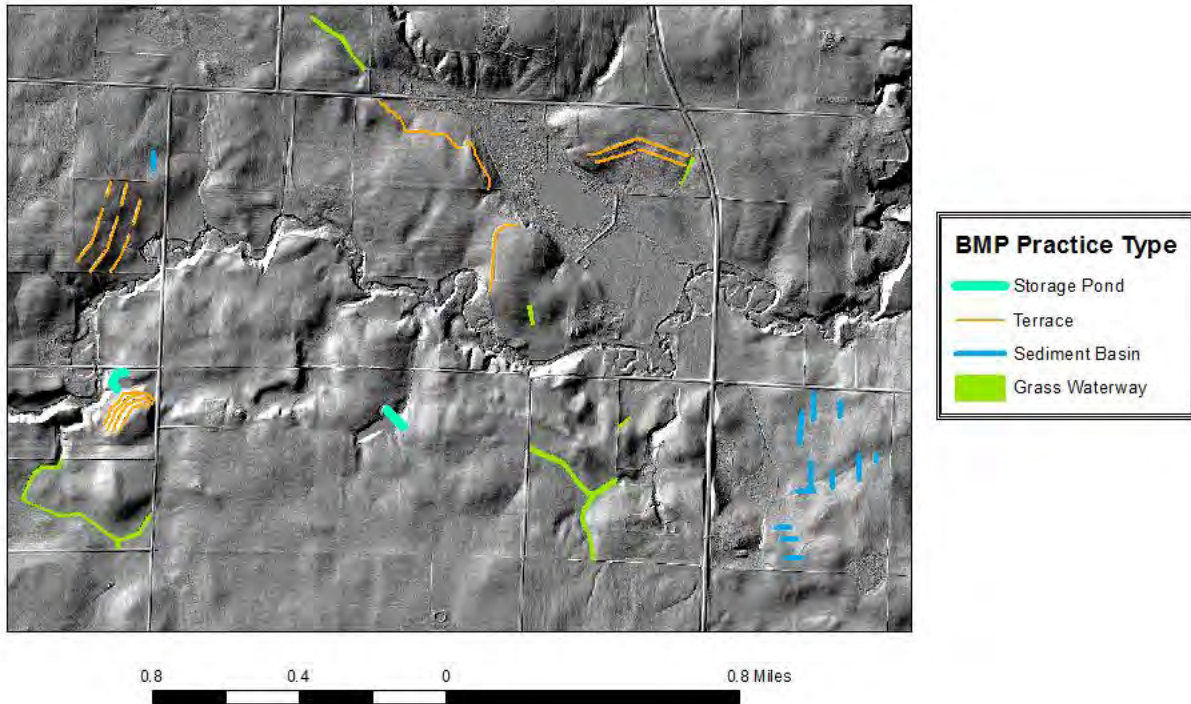 BMP Practice Type
Storage Pond
Terrace
Sediment Basin
Grass Waterway
0.8 0.4 0 0.8 Miles